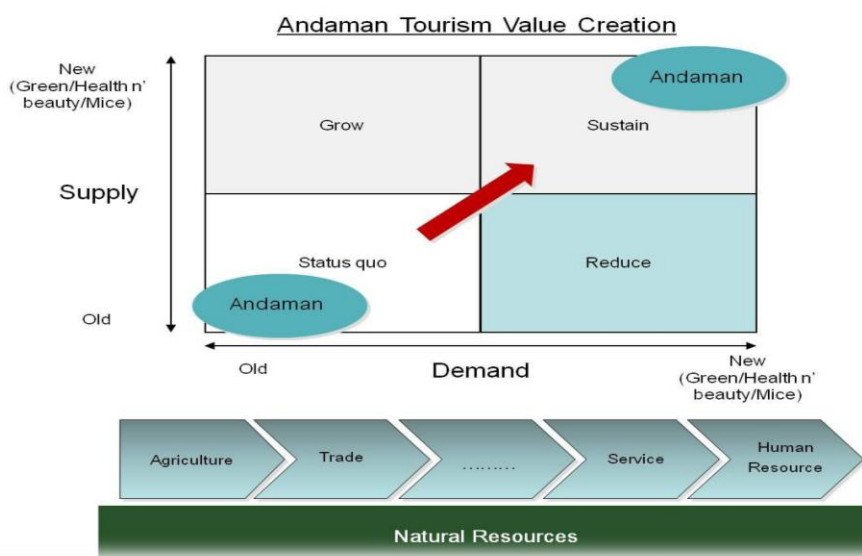 Andaman Tourism Value Creation
New
(Green/Health n'
beauty/Mice)
Andaman
Grow
Sustain
Supply
Status quo
Reduce
Andaman
Old
Old
Demand
New
(Green/Health n'
beauty/Mice)
Agriculture
Trade
………
Service
Human
Resource
Natural Resources